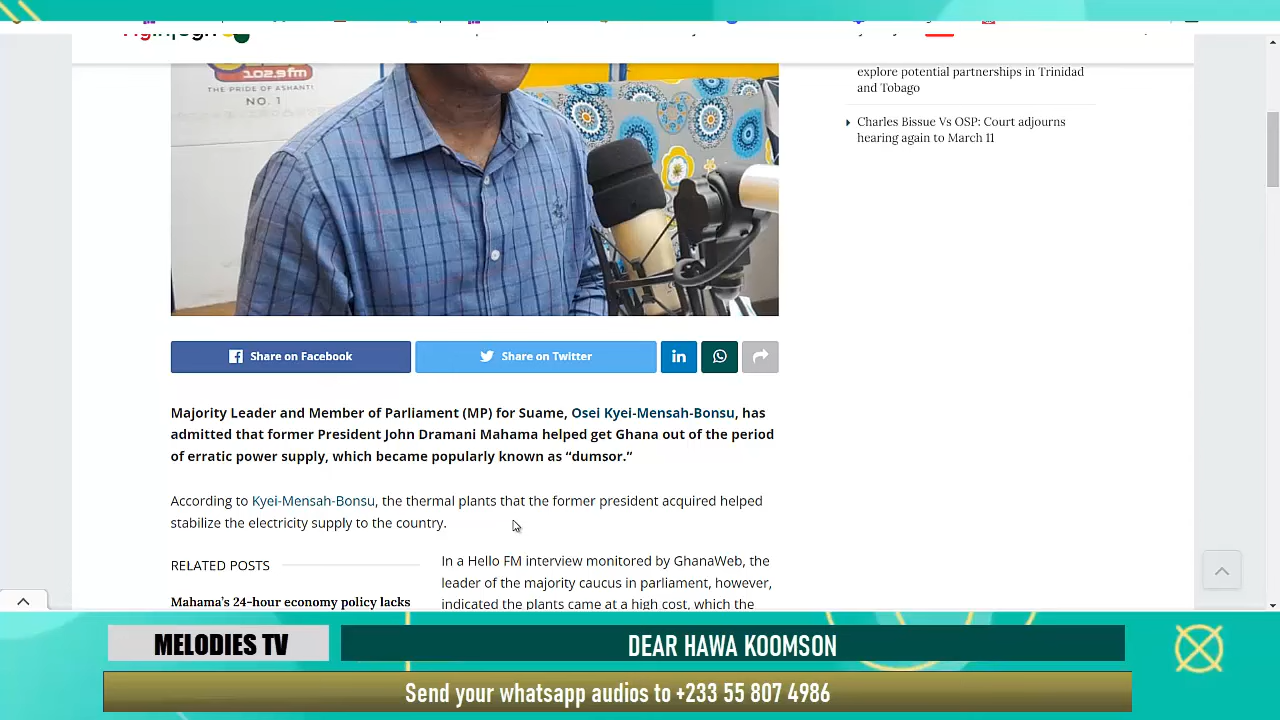 102.9fm
THE PRIDE OF ASHANTI
NO. 1
explore potential partnerships in Trinidad
and Tobago
Charles Bissue Vs OSP: Court adjourns
hearing again to March 11
Share on Facebook
Share on Twitter
in
Majority Leader and Member of Parliament (MP) for Suame, Osei Kyei-Mensah-Bonsu, has
admitted that former President John Dramani Mahama helped get Ghana out of the period
of erratic power supply, which became popularly known as “dumsor.”
According to Kyei-Mensah-Bonsu, the thermal plants that the former president acquired helped
stabilize the electricity supply to the country.
RELATED POSTS
Mahama’s 24-hour economy policy lacks
In a Hello FM interview monitored by GhanaWeb, the
leader of the majority caucus in parliament, however,
indicated the plants came at a high cost, which the
MELODIES TV
DEAR HAWA KOOMSON
Send your whatsapp audios to +233 55 807 4986